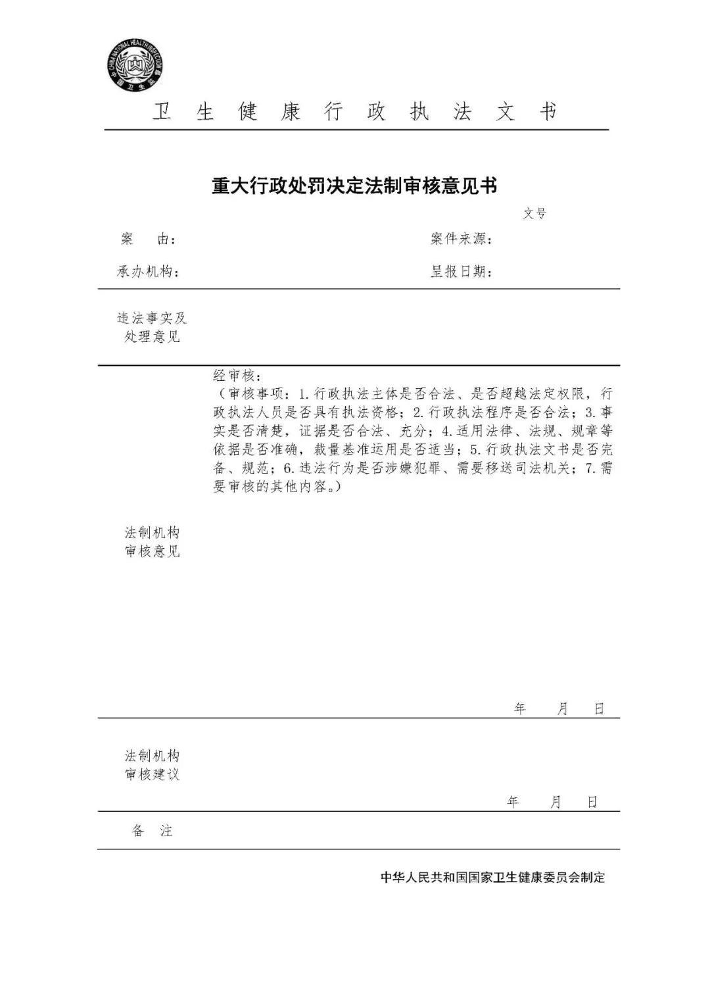 CHINA NATIONAL HEALTH INSPECTION
中国卫生监督
卫生健康行政执法文书
重大行政处罚决定法制审核意见书
文号
案　由：　案件来源：
承办机构：　呈报日期：
违法事实及
处理意见
经审核：
（审核事项：1.行政执法主体是否合法、是否超越法定权限，行
政执法人员是否具有执法资格；2.行政执法程序是否合法；3.事
实是否清楚，证据是否合法、充分；4.适用法律、法规、规章等
依据是否准确，裁量基准运用是否适当；5.行政执法文书是否完
备、规范；6.违法行为是否涉嫌犯罪、需要移送司法机关；7.需
要审核的其他内容。）
法制机构
审核意见
年　月　日
法制机构
审核建议
年　月　日
备　注
中华人民共和国国家卫生健康委员会制定